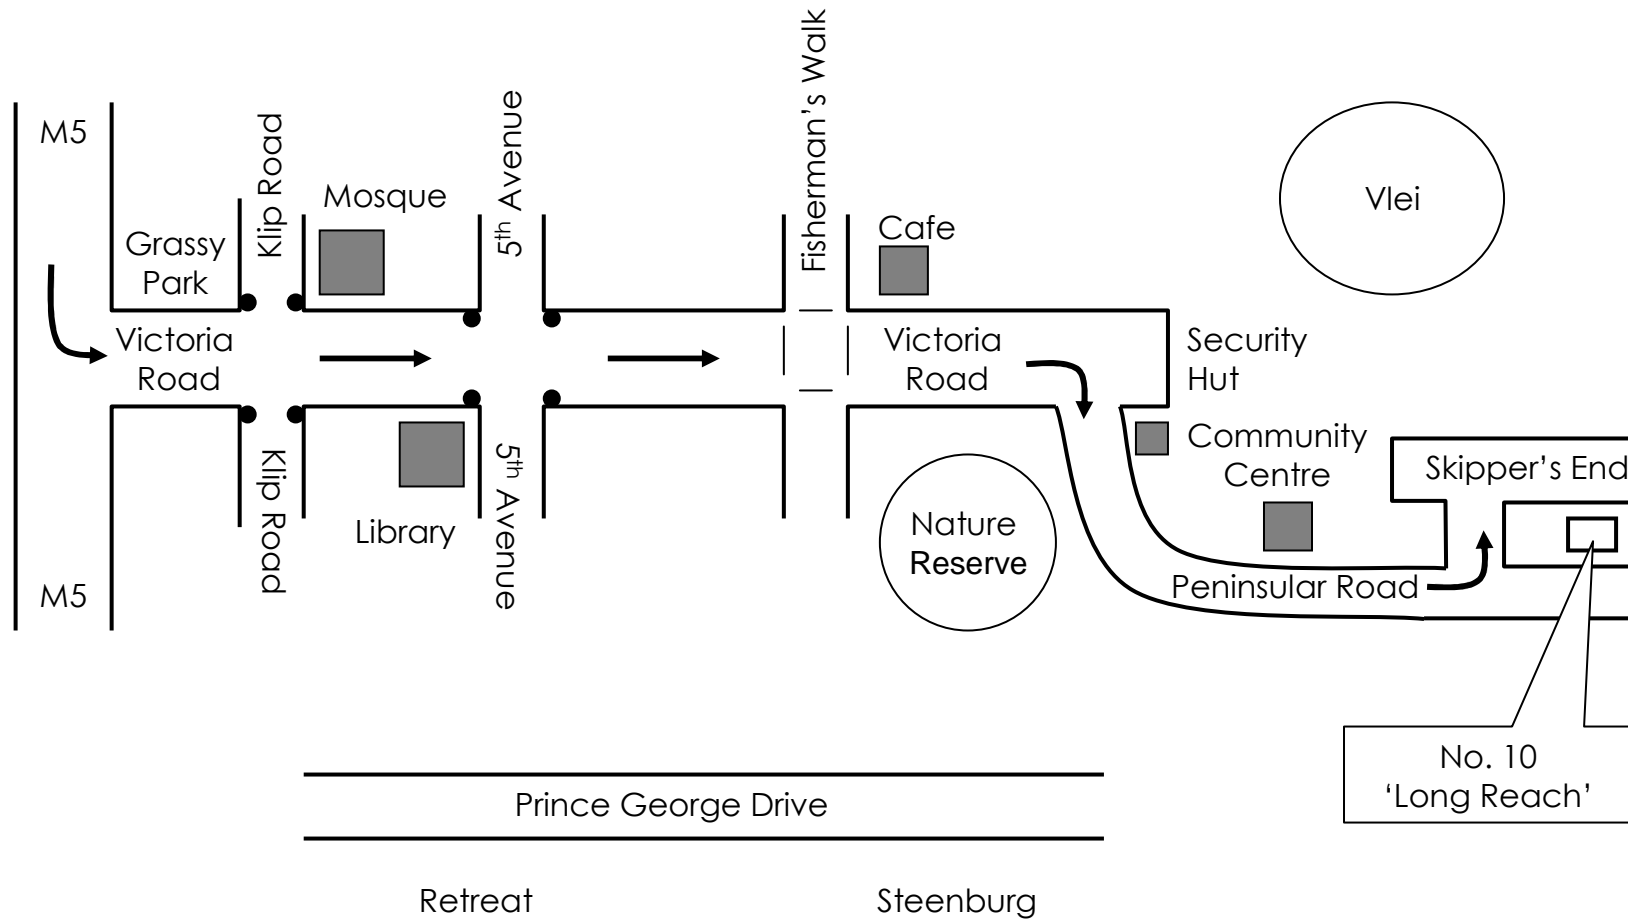 M5
Klip Road
Mosque
5th Avenue
Fisherman's Walk
Cafe
Vlei
Grassy
Park
Victoria
Road
Victoria
Road
Security
Hut
Community
Centre
Skipper's End
Klip Road
Library
5th Avenue
Nature
Reserve
M5
Peninsular Road
No. 10
'Long Reach'
Prince George Drive
Retreat
Steenburg